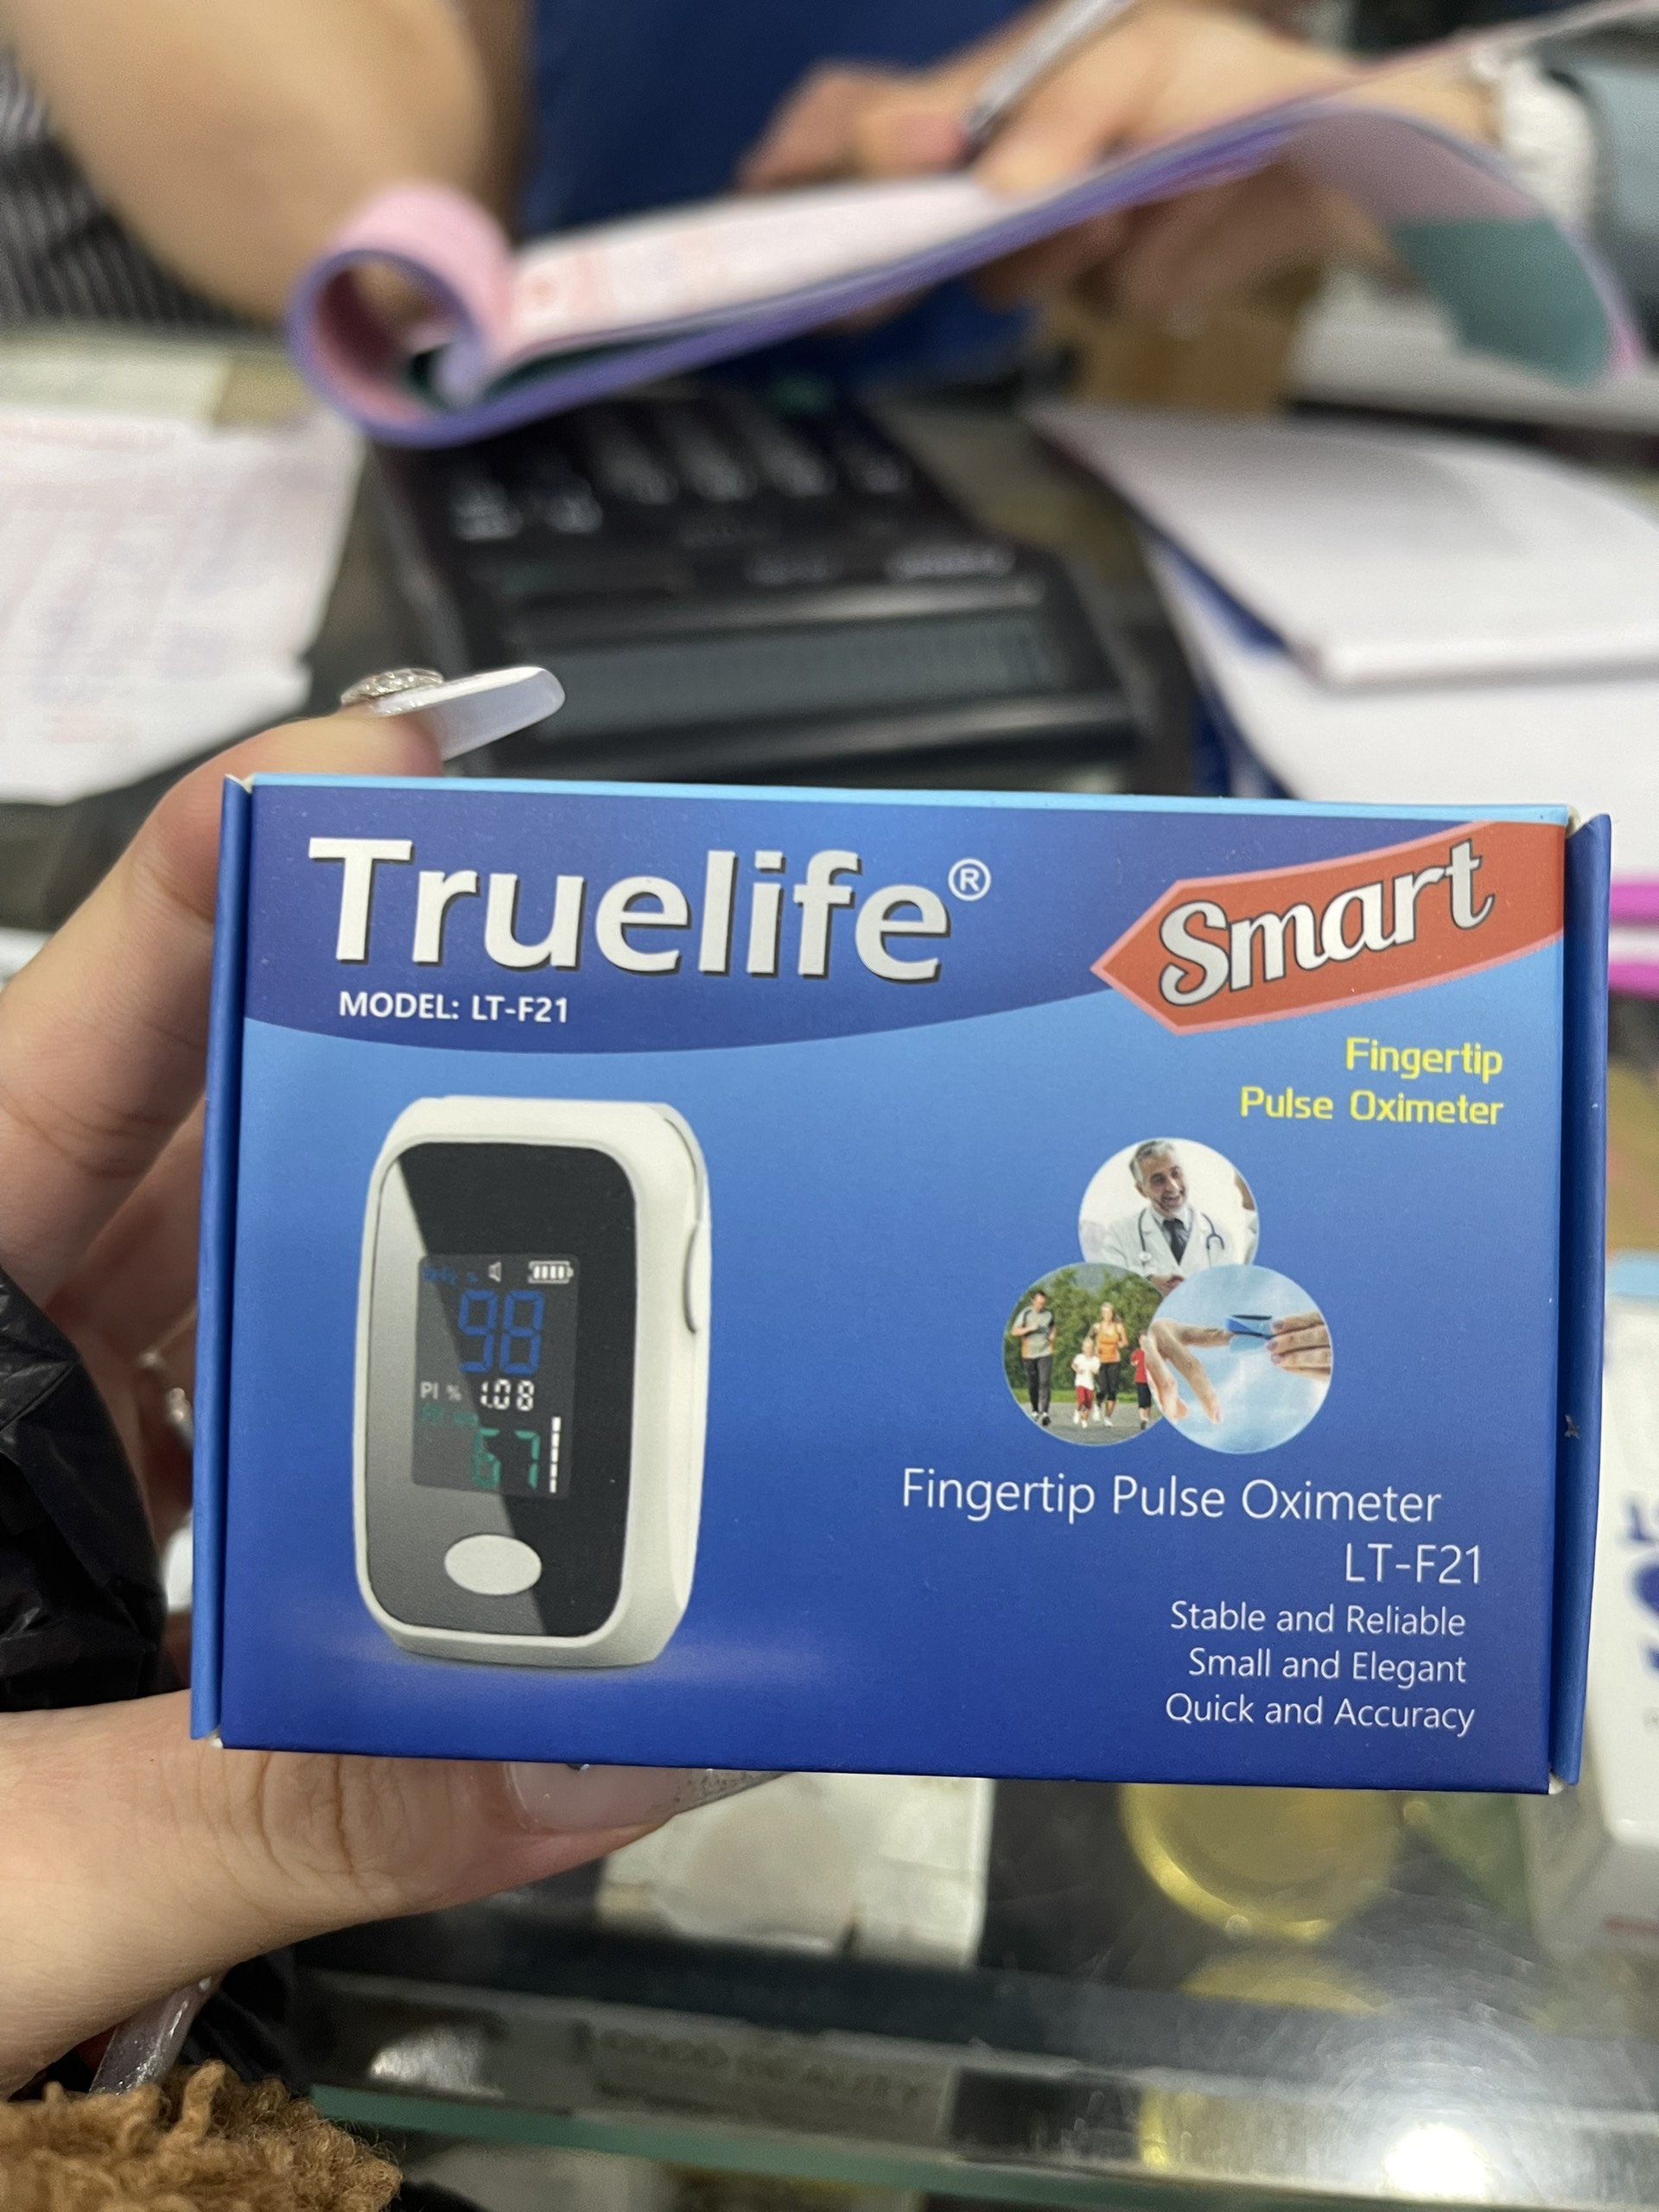 Truelife®
MODEL: LT-F21
Smart
Fingertip
Pulse Oximeter
98
PI % 1.08
67
Fingertip Pulse Oximeter
LT-F21
Stable and Reliable
Small and Elegant
Quick and Accuracy